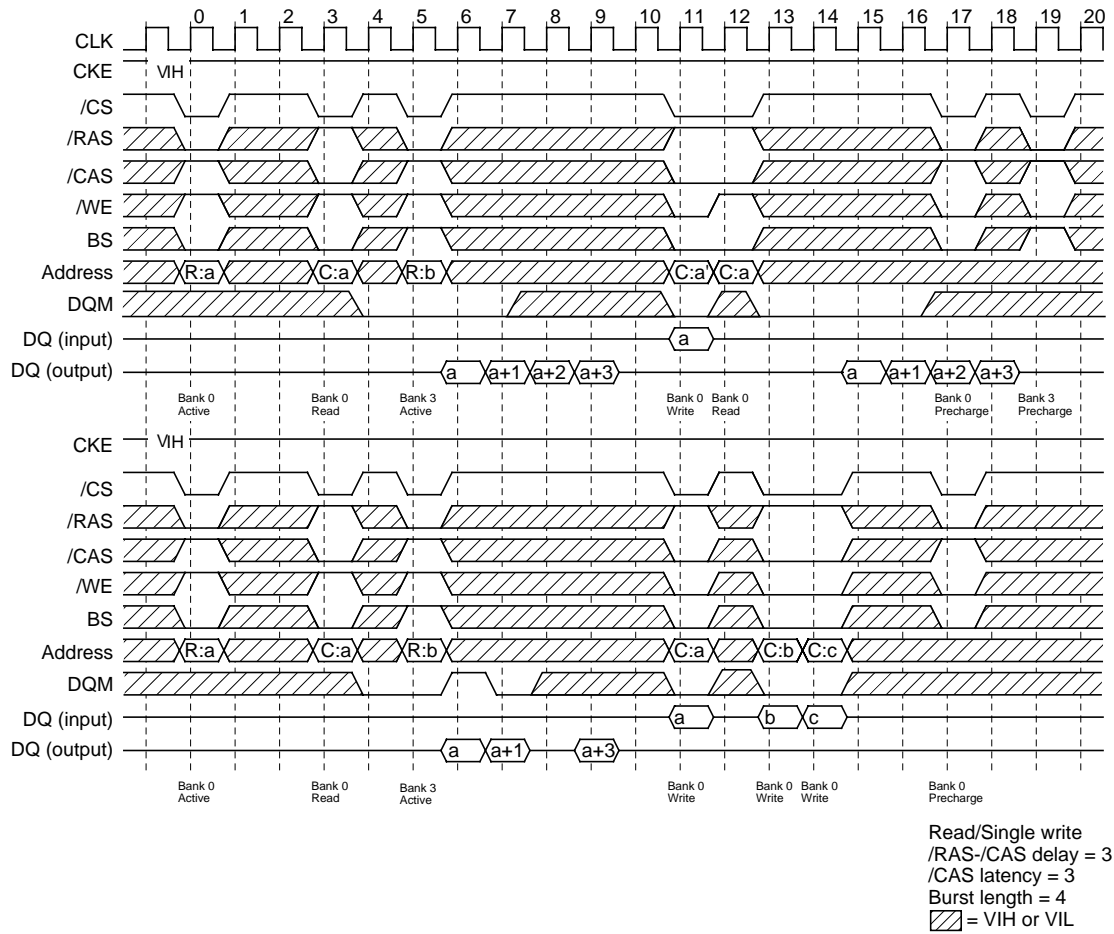 0 1 2 3 4 5 6 7 8 9 10 11 12 13 14 15 16 17 18 19 20
CLK
CKE VIH
/CS
/RAS
/CAS
/WE
BS
Address R:a C:a R:b C:a' C:a
DQM
DQ (input) a
DQ (output) a a+1 a+2 a+3 a a+1 a+2 a+3
Bank 0 Bank 0 Bank 3 Bank 0 Bank 0 Bank 0 Bank 3
Active Read Active Write Read Precharge Precharge
CKE VIH
/CS
/RAS
/CAS
/WE
BS
Address R:a C:a R:b C:a C:b C:c
DQM
DQ (input) a b c
DQ (output) a a+1 a+3
Bank 0 Bank 0 Bank 3 Bank 0 Bank 0 Bank 0 Bank 0
Active Read Active Write Write Write Precharge
Read/Single write
/RAS-/CAS delay = 3
/CAS latency = 3
Burst length = 4
= VIH or VIL